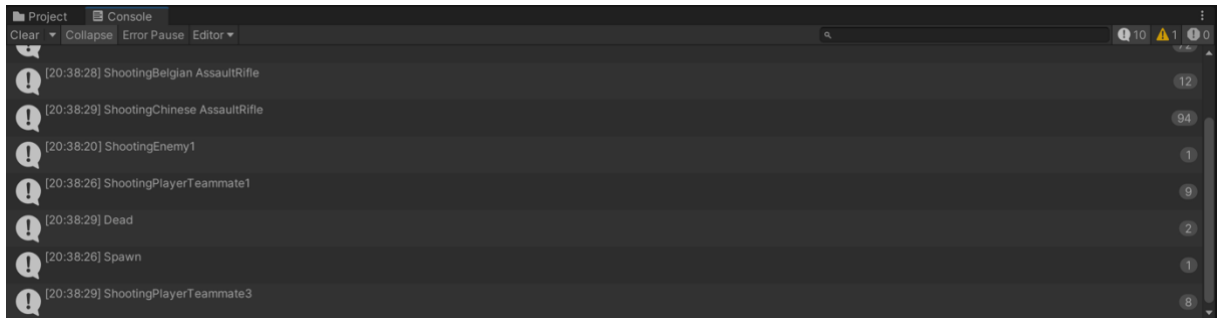 Project Console
Clear Collapse Error Pause Editor 10 1 0
72
[20:38:28] ShootingBelgian AssaultRifle 12
[20:38:29] ShootingChinese AssaultRifle 94
[20:38:20] ShootingEnemy1 1
[20:38:26] ShootingPlayerTeammate1 9
[20:38:29] Dead 2
[20:38:26] Spawn 1
[20:38:29] ShootingPlayerTeammate3 8